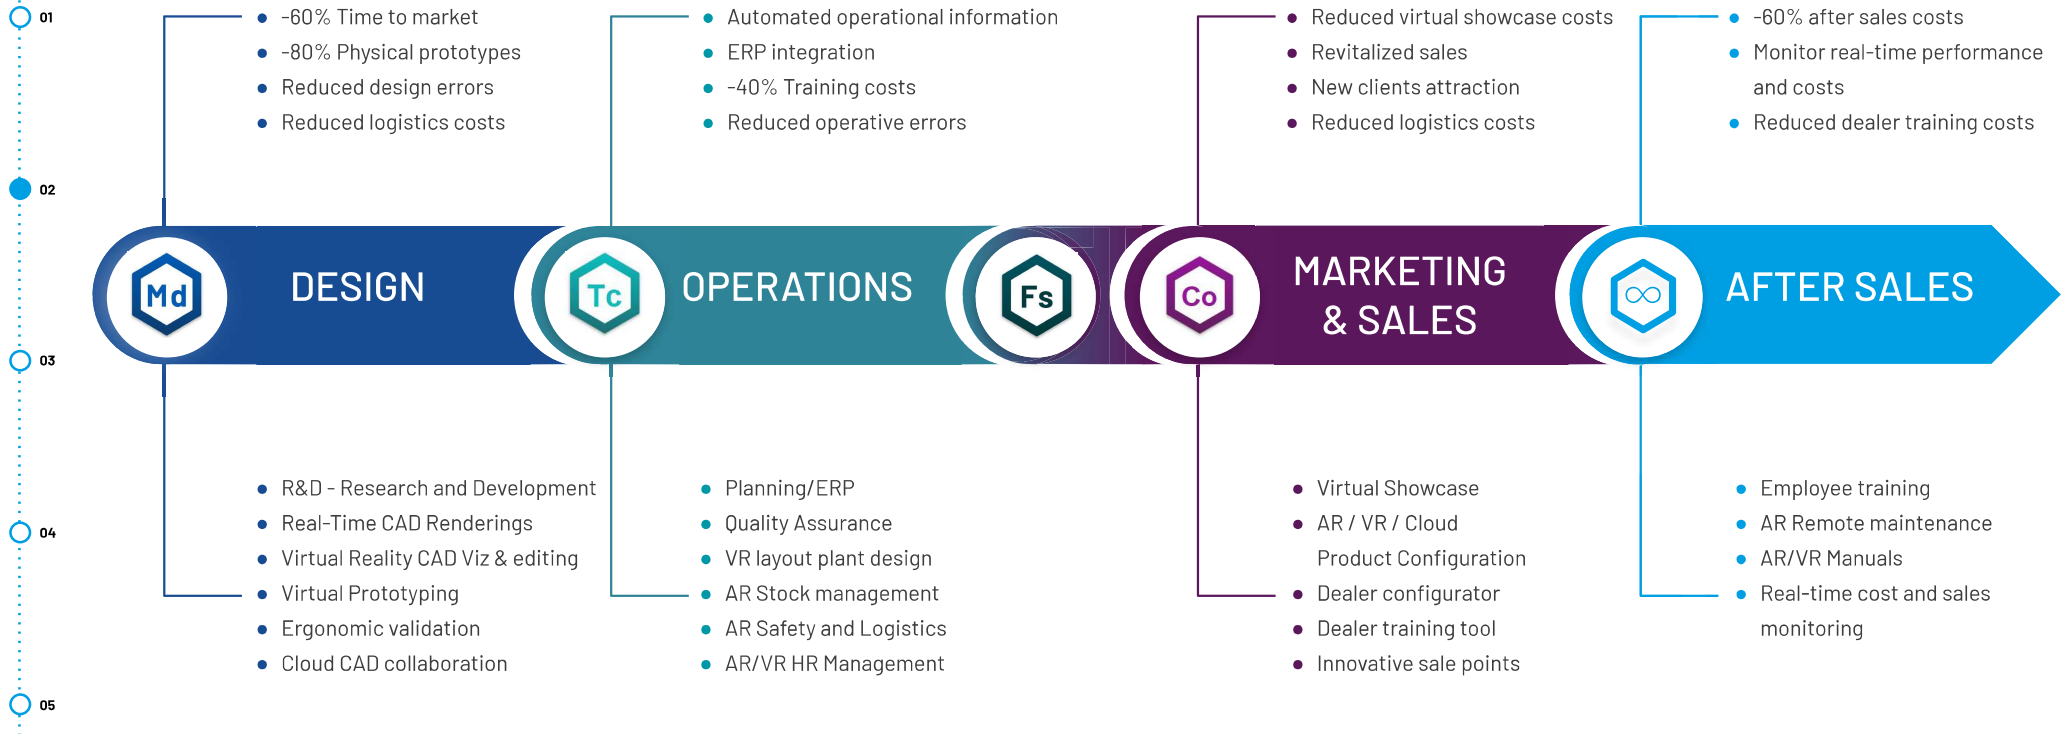 01
-60% Time to market
-80% Physical prototypes
Reduced design errors
Reduced logistics costs
Automated operational information
ERP integration
-40% Training costs
Reduced operative errors
Reduced virtual showcase costs
Revitalized sales
New clients attraction
Reduced logistics costs
-60% after sales costs
Monitor real-time performance
and costs
Reduced dealer training costs
02
Md
DESIGN
Tc
OPERATIONS
Fs
Co
MARKETING
& SALES
AFTER SALES
03
R&D - Research and Development
Real-Time CAD Renderings
Virtual Reality CAD Viz & editing
Virtual Prototyping
Ergonomic validation
Cloud CAD collaboration
Planning/ERP
Quality Assurance
VR layout plant design
AR Stock management
AR Safety and Logistics
AR/VR HR Management
Virtual Showcase
AR / VR / Cloud
Product Configuration
Dealer configurator
Dealer training tool
Innovative sale points
Employee training
AR Remote maintenance
AR/VR Manuals
Real-time cost and sales
monitoring
04
05